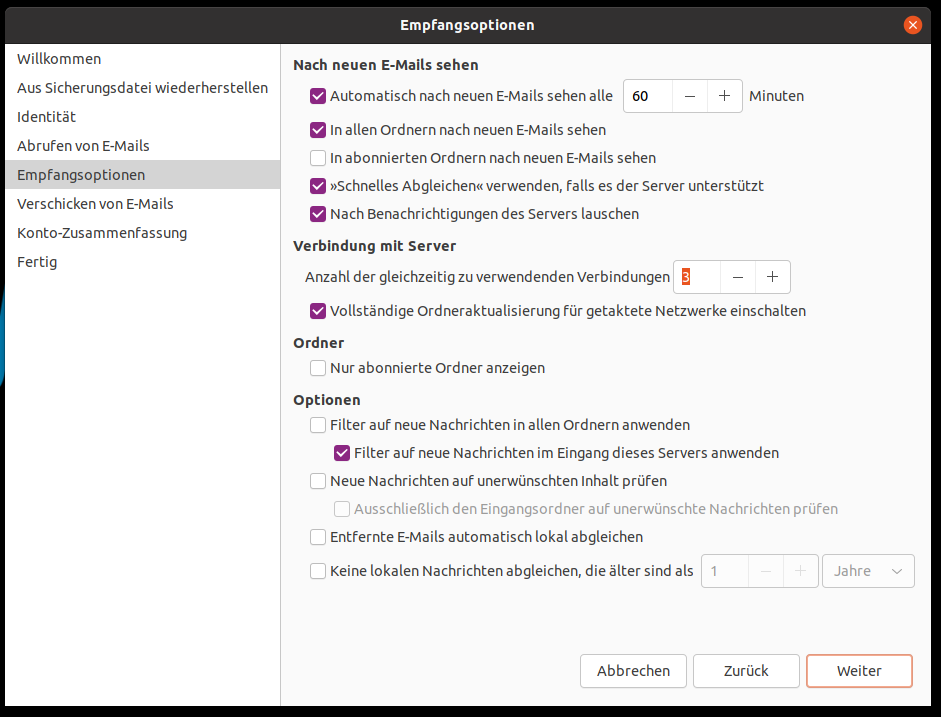 Empfangsoptionen
Willkommen
Aus Sicherungsdatei wiederherstellen
Identität
Abrufen von E-Mails
Empfangsoptionen
Verschicken von E-Mails
Konto-Zusammenfassung
Fertig
Nach neuen E-Mails sehen
Automatisch nach neuen E-Mails sehen alle 60 − + Minuten
In allen Ordnern nach neuen E-Mails sehen
In abonnierten Ordnern nach neuen E-Mails sehen
»Schnelles Abgleichen« verwenden, falls es der Server unterstützt
Nach Benachrichtigungen des Servers lauschen
Verbindung mit Server
Anzahl der gleichzeitig zu verwendenden Verbindungen 3 − +
Vollständige Ordneraktualisierung für getaktete Netzwerke einschalten
Ordner
Nur abonnierte Ordner anzeigen
Optionen
Filter auf neue Nachrichten in allen Ordnern anwenden
Filter auf neue Nachrichten im Eingang dieses Servers anwenden
Neue Nachrichten auf unerwünschten Inhalt prüfen
Ausschließlich den Eingangsordner auf unerwünschte Nachrichten prüfen
Entfernte E-Mails automatisch lokal abgleichen
Keine lokalen Nachrichten abgleichen, die älter sind als 1 − + Jahre
Abbrechen Zurück Weiter